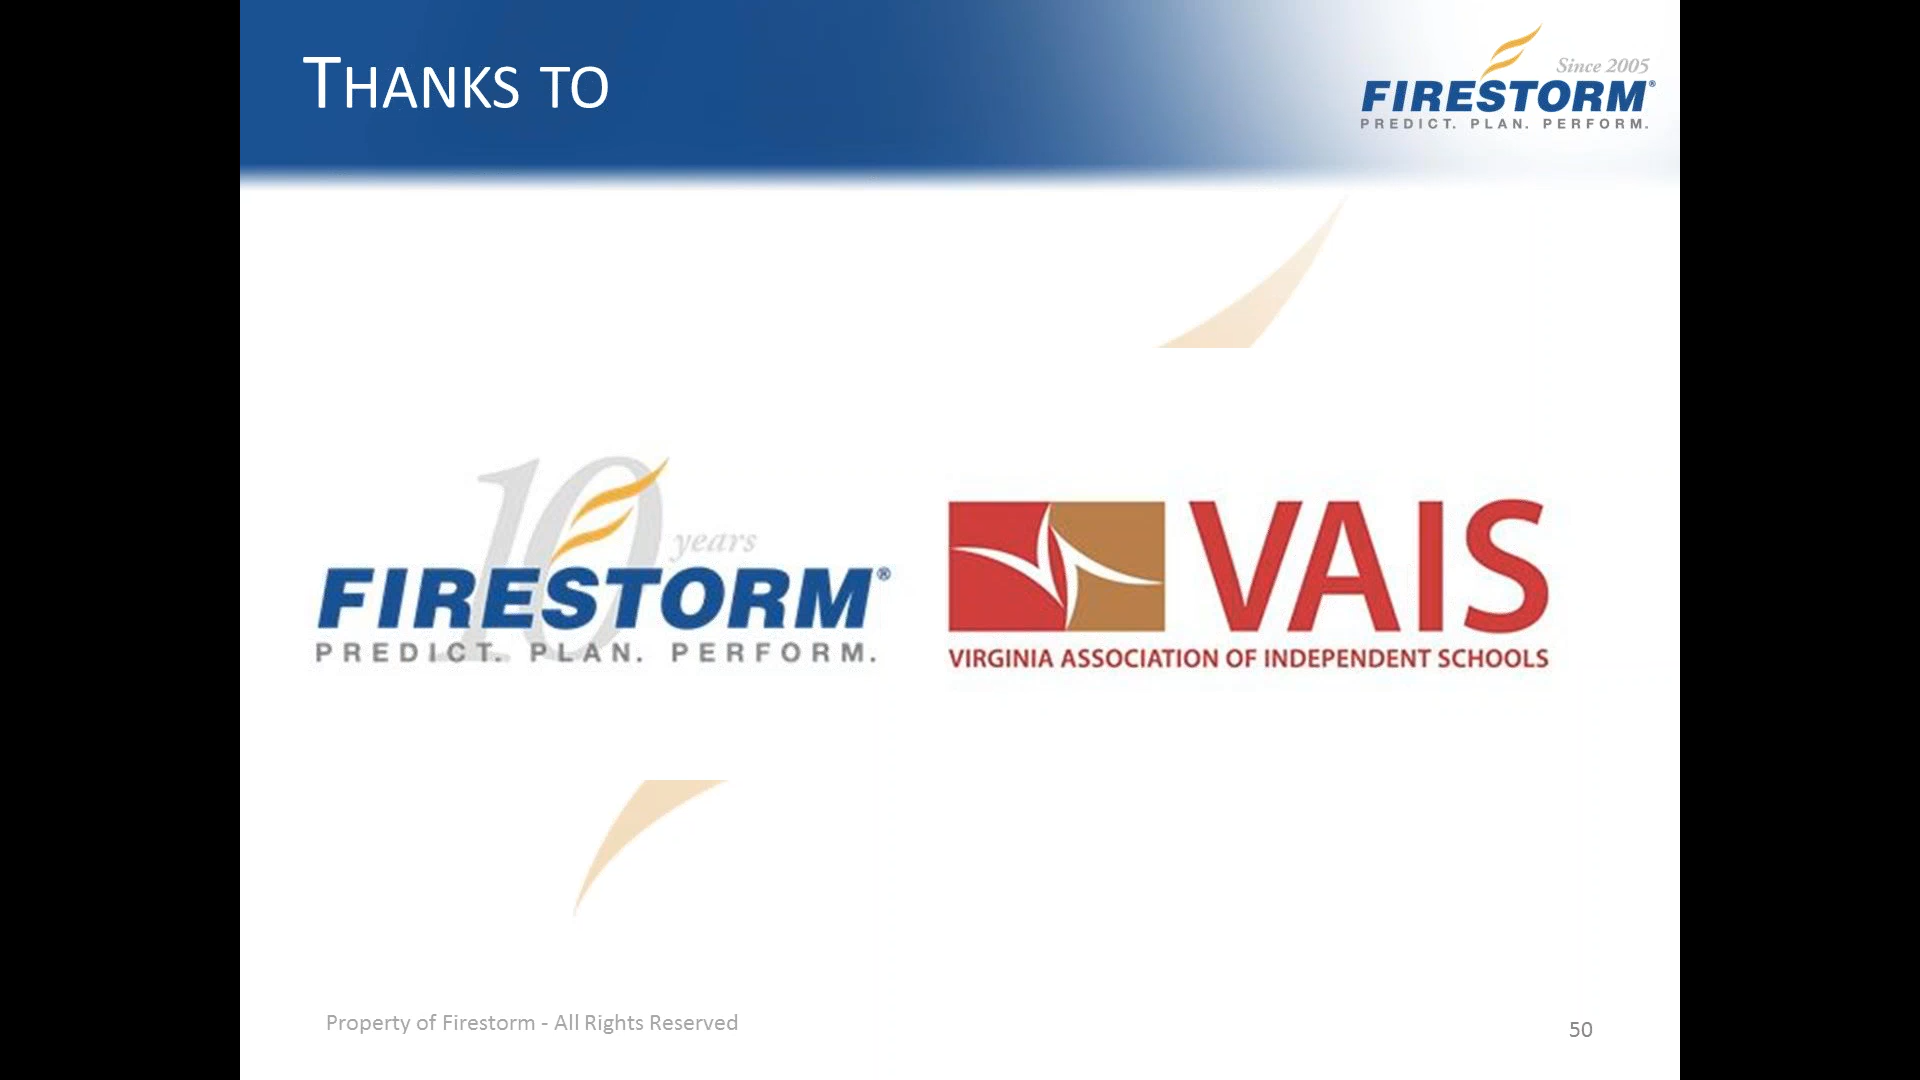 THANKS TO
Since 2005
FIRESTORM®
PREDICT. PLAN. PERFORM.
10 years
FIRESTORM®
PREDICT. PLAN. PERFORM.
VAIS
VIRGINIA ASSOCIATION OF INDEPENDENT SCHOOLS
Property of Firestorm - All Rights Reserved
50